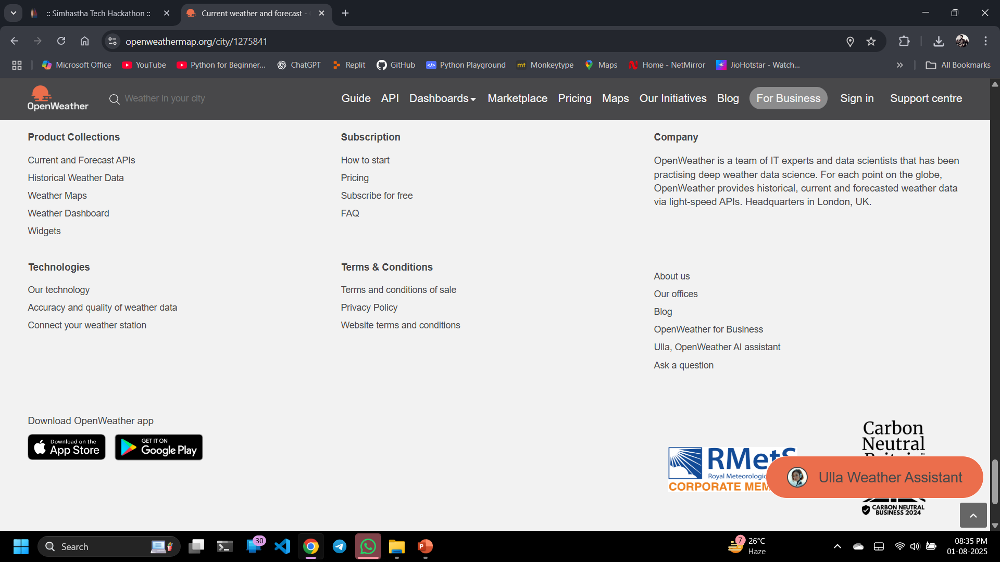 :: Simhastha Tech Hackathon ::
Current weather and forecast -
openweathermap.org/city/1275841
Microsoft Office
YouTube
Python for Beginner...
ChatGPT
Replit
GitHub
Python Playground
mt Monkeytype
Maps
Home - NetMirror
JioHotstar - Watch...
All Bookmarks
OpenWeather
Weather in your city
Guide
API
Dashboards
Marketplace
Pricing
Maps
Our Initiatives
Blog
For Business
Sign in
Support centre
Product Collections
Current and Forecast APIs
Historical Weather Data
Weather Maps
Weather Dashboard
Widgets
Subscription
How to start
Pricing
Subscribe for free
FAQ
Company
OpenWeather is a team of IT experts and data scientists that has been
practising deep weather data science. For each point on the globe,
OpenWeather provides historical, current and forecasted weather data
via light-speed APIs. Headquarters in London, UK.
Technologies
Our technology
Accuracy and quality of weather data
Connect your weather station
Terms & Conditions
Terms and conditions of sale
Privacy Policy
Website terms and conditions
About us
Our offices
Blog
OpenWeather for Business
Ulla, OpenWeather AI assistant
Ask a question
Download OpenWeather app
Download on the
App Store
GET IT ON
Google Play
RMetS
Royal Meteorologic
CORPORATE MEM
Carbon
Neutral
™
Ulla Weather Assistant
CARBON NEUTRAL
BUSINESS 2024
Search
30
P
7
26°C
Haze
08:35 PM
01-08-2025